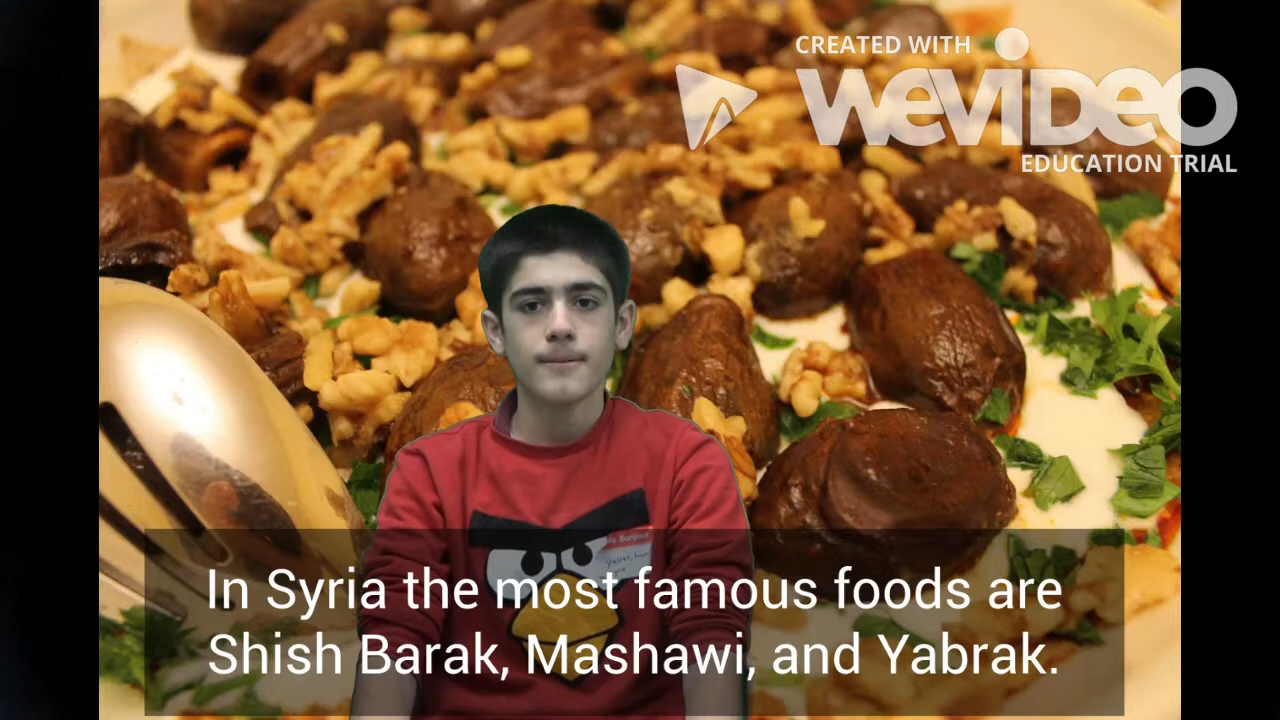 CREATED WITH
WEVIDEO
EDUCATION TRIAL
In Syria the most famous foods are
Shish Barak, Mashawi, and Yabrak.